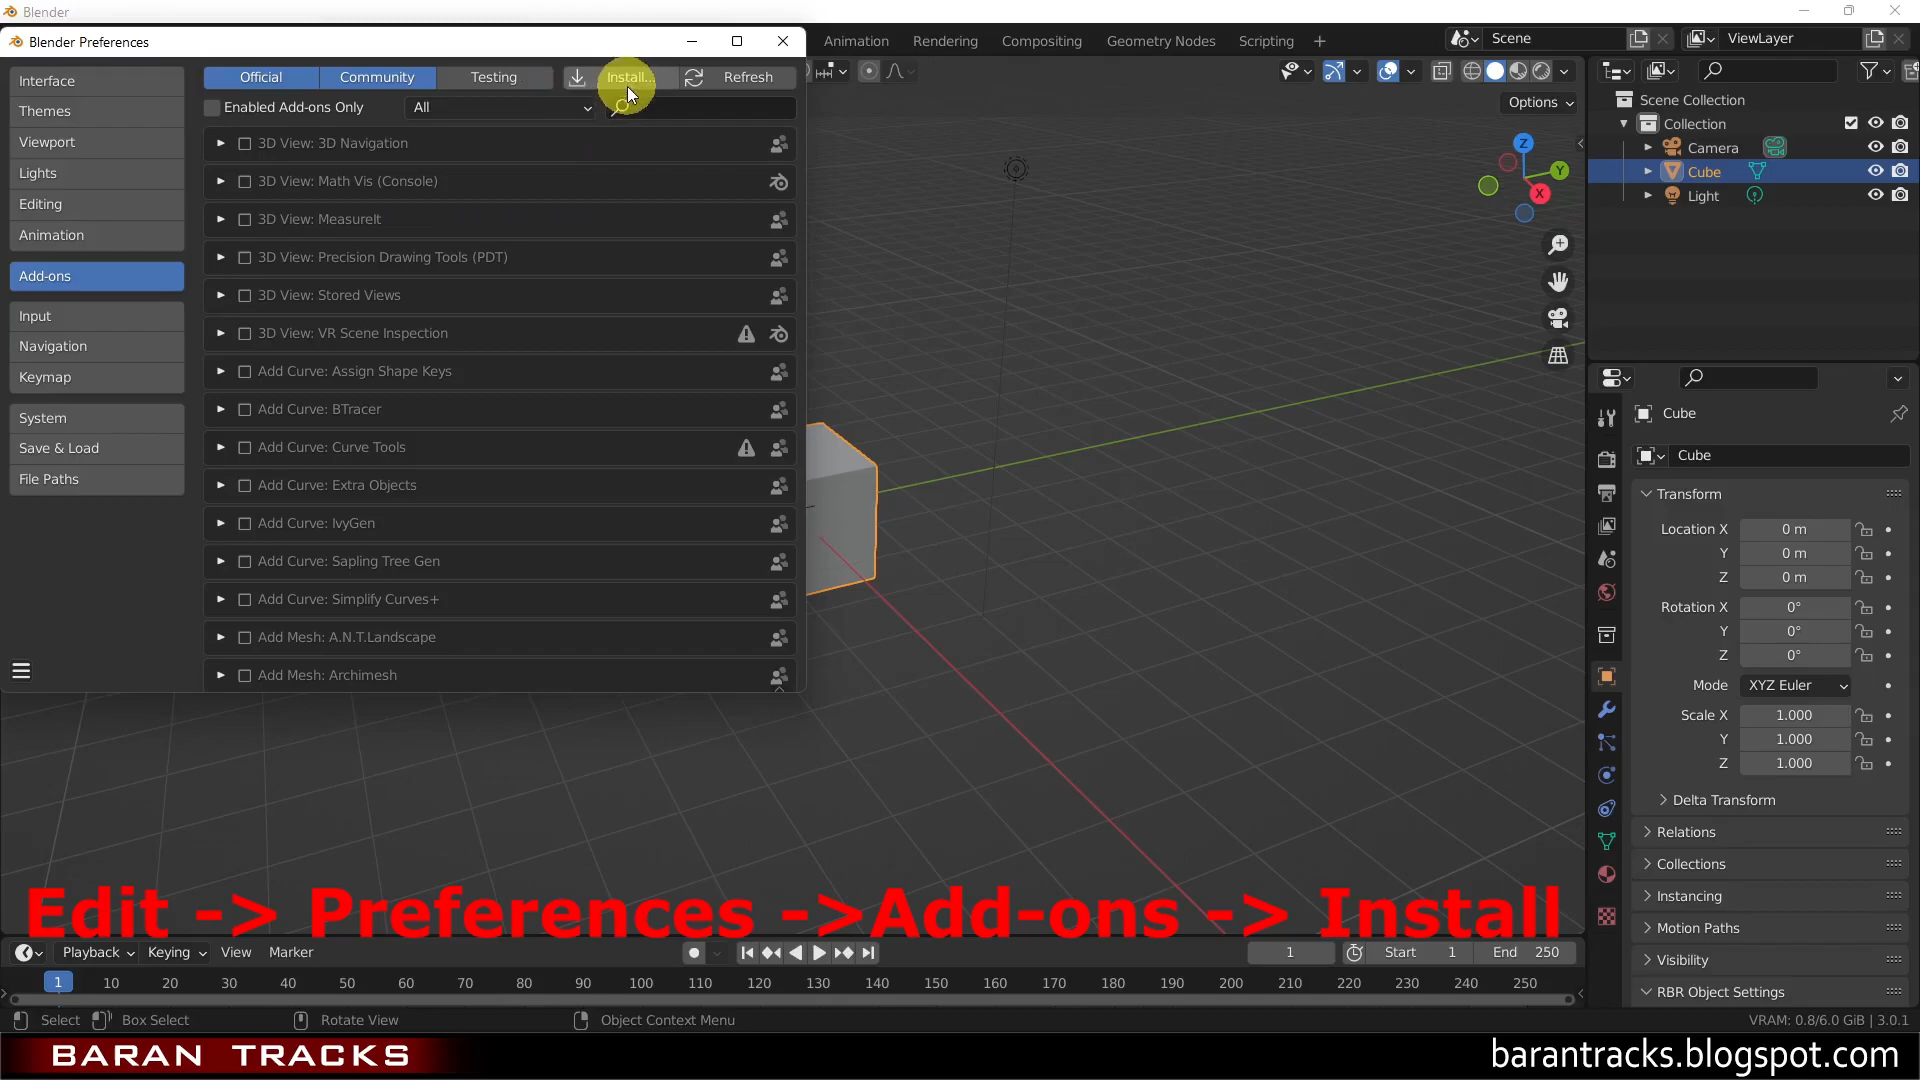 Blender
Blender Preferences
Animation
Rendering
Compositing
Geometry Nodes
Scripting
Scene
ViewLayer
Interface
Themes
Viewport
Lights
Editing
Animation
Add-ons
Input
Navigation
Keymap
System
Save & Load
File Paths
Official
Community
Testing
Install...
Refresh
Enabled Add-ons Only
All
3D View: 3D Navigation
3D View: Math Vis (Console)
3D View: MeasureIt
3D View: Precision Drawing Tools (PDT)
3D View: Stored Views
3D View: VR Scene Inspection
Add Curve: Assign Shape Keys
Add Curve: BTracer
Add Curve: Curve Tools
Add Curve: Extra Objects
Add Curve: IvyGen
Add Curve: Sapling Tree Gen
Add Curve: Simplify Curves+
Add Mesh: A.N.T.Landscape
Add Mesh: Archimesh
Options
Z
Y
X
Scene Collection
Collection
Camera
Cube
Light
Cube
Cube
Transform
Location X 0 m
Y 0 m
Z 0 m
Rotation X 0°
Y 0°
Z 0°
Mode XYZ Euler
Scale X 1.000
Y 1.000
Z 1.000
Delta Transform
Relations
Collections
Instancing
Motion Paths
Visibility
RBR Object Settings
Edit -> Preferences ->Add-ons -> Install
Playback Keying View Marker
1 Start 1 End 250
1 10 20 30 40 50 60 70 80 90 100 110 120 130 140 150 160 170 180 190 200 210 220 230 240 250
Select Box Select Rotate View Object Context Menu
VRAM: 0.8/6.0 GiB | 3.0.1
BARAN TRACKS
barantracks.blogspot.com